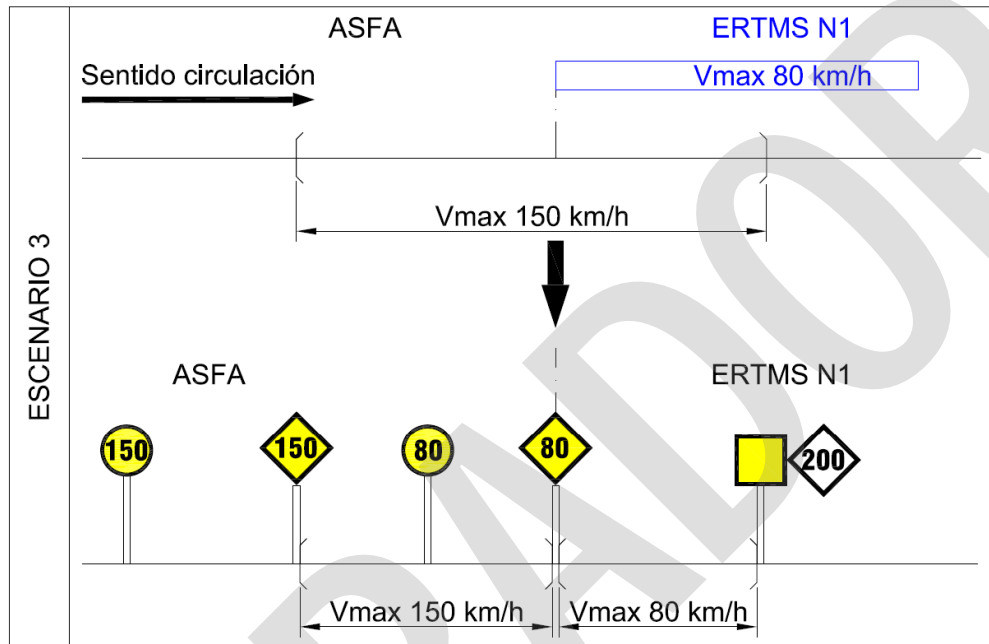 ESCENARIO 3
ASFA
ERTMS N1
Sentido circulación
Vmax 80 km/h
Vmax 150 km/h
ASFA
ERTMS N1
150
150
80
80
200
Vmax 150 km/h
Vmax 80 km/h